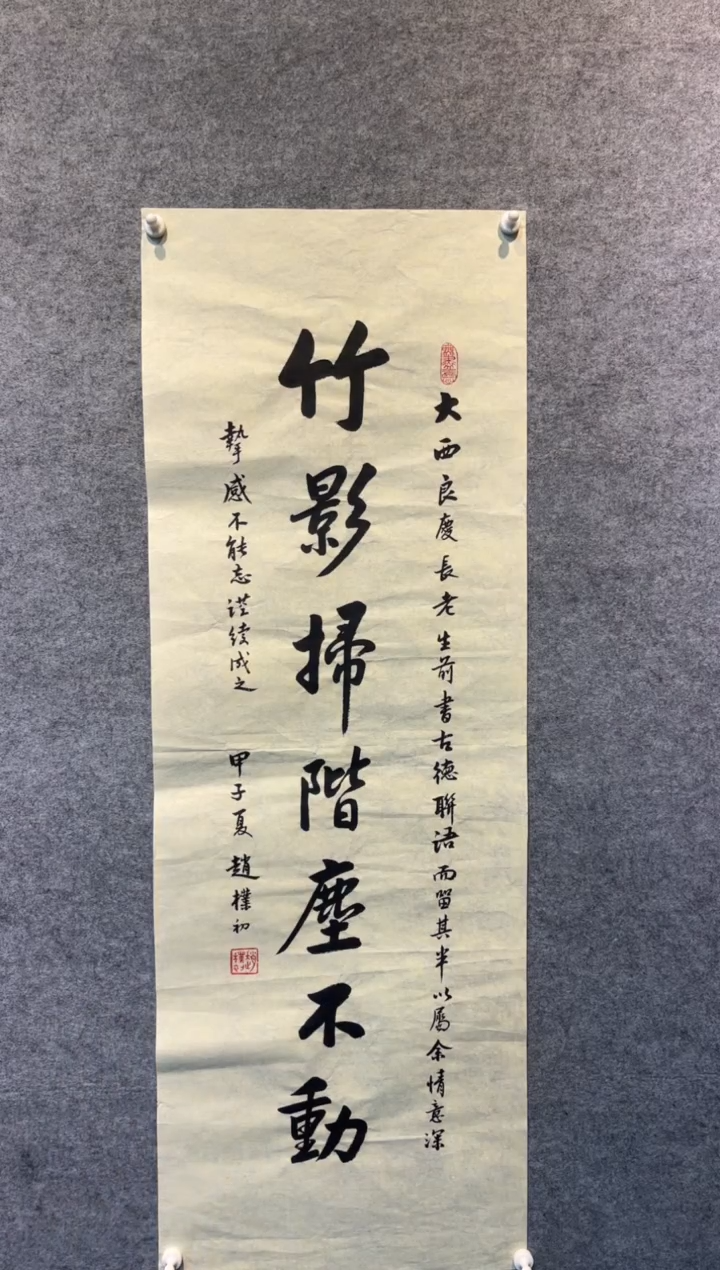 大西良慶長老生前書古德聯语而留其半以屬余情意深
竹影掃階塵不動
摯感不能忘谨續成之 甲子夏 趙樸初